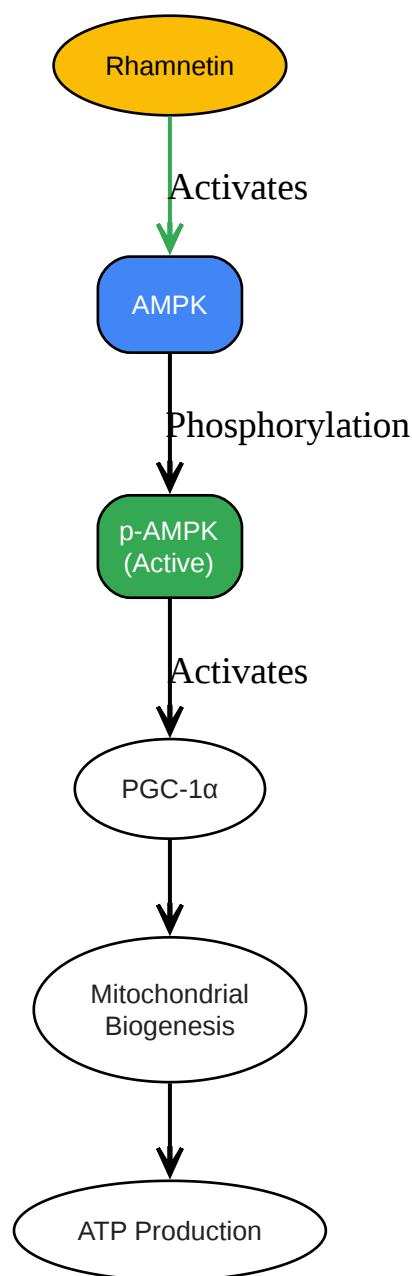 Rhamnetin
Activates
AMPK
Phosphorylation
p-AMPK
(Active)
Activates
PGC-1α
Mitochondrial
Biogenesis
ATP Production